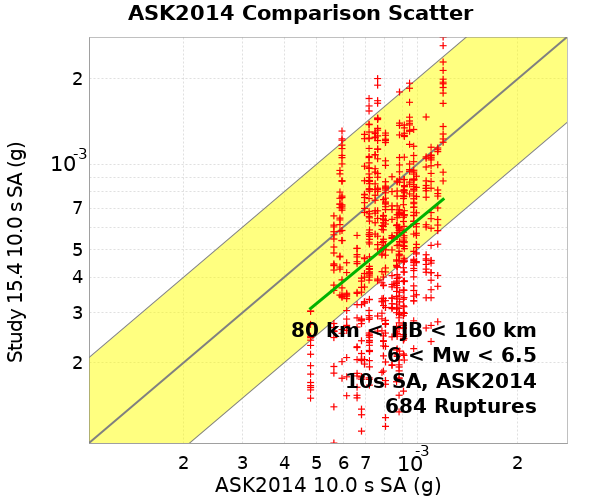 ASK2014 Comparison Scatter
Study 15.4 10.0 s SA (g)
2
10-3
7
5
4
3
2
80 km < rJB < 160 km
6 < Mw < 6.5
10s SA, ASK2014
684 Ruptures
2 3 4 5 6 7 10-3 2
ASK2014 10.0 s SA (g)